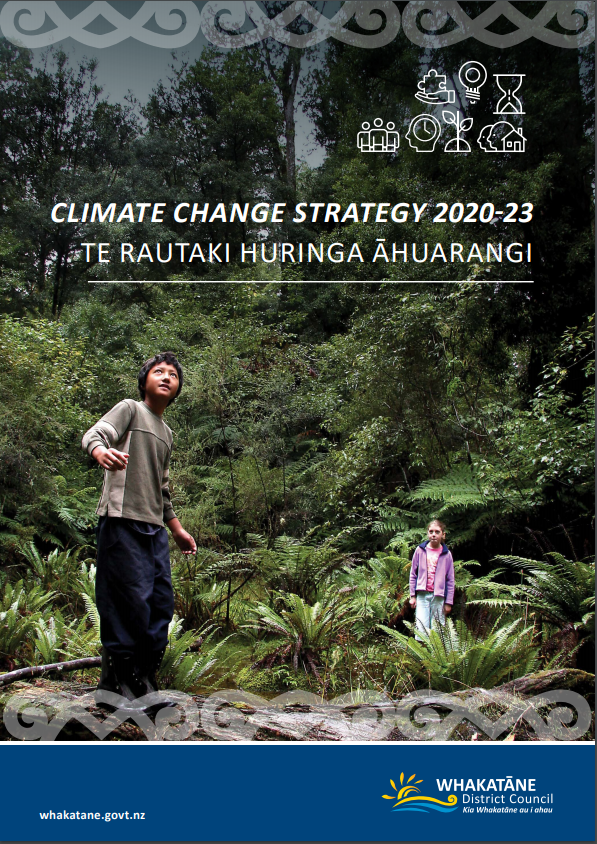 CLIMATE CHANGE STRATEGY 2020-23
TE RAUTAKI HURINGA ĀHUARANGI
WHAKATĀNE
District Council
Kia Whakatāne au i ahau
whakatane.govt.nz